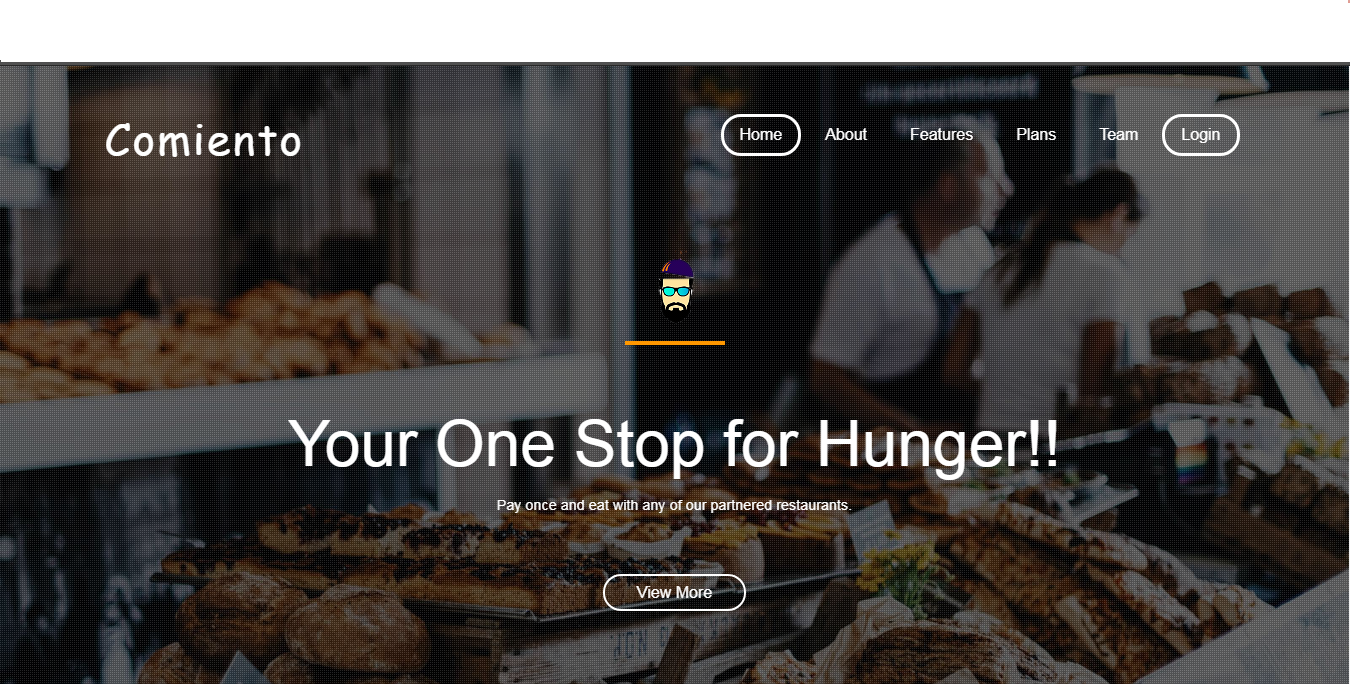 Comiento
Home About Features Plans Team Login
Your One Stop for Hunger!!
Pay once and eat with any of our partnered restaurants.
View More